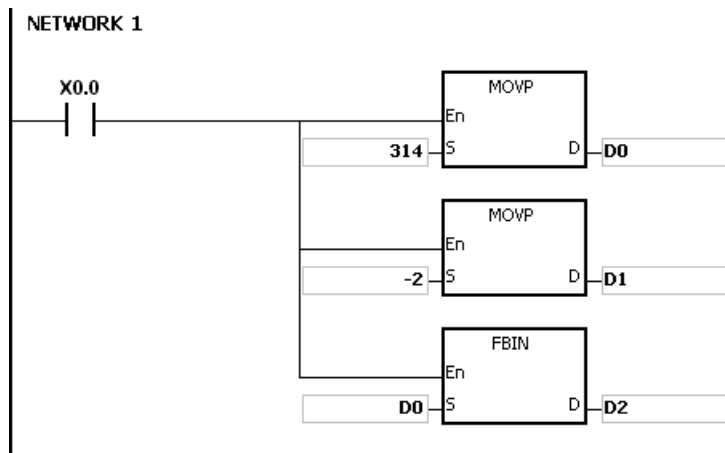 NETWORK 1
X0.0
MOVP
En
314 S D D0
MOVP
En
-2 S D D1
FBIN
En
D0 S D D2